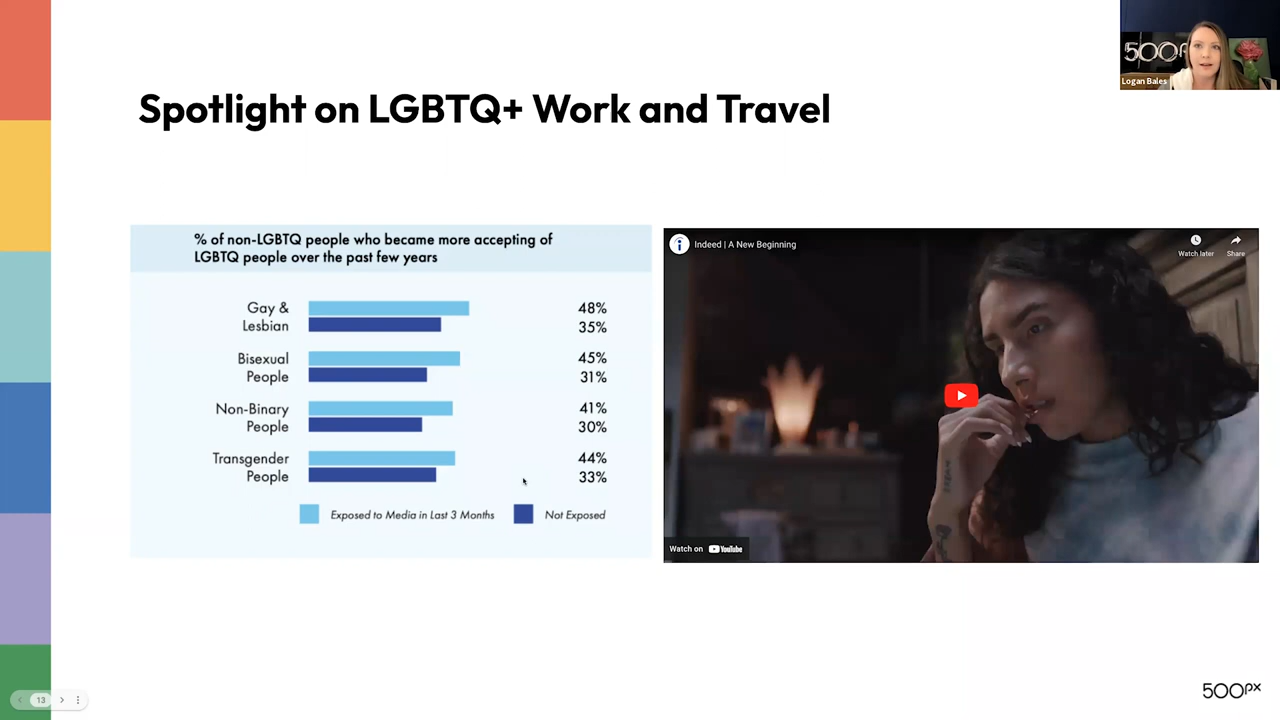 500P
Logan Bales
Spotlight on LGBTQ+ Work and Travel
% of non-LGBTQ people who became more accepting of
LGBTQ people over the past few years
Gay &
Lesbian
48%
35%
Bisexual
People
45%
31%
Non-Binary
People
41%
30%
Transgender
People
44%
33%
Exposed to Media in Last 3 Months
Not Exposed
Indeed | A New Beginning
Watch later
Share
Watch on YouTube
13
500px